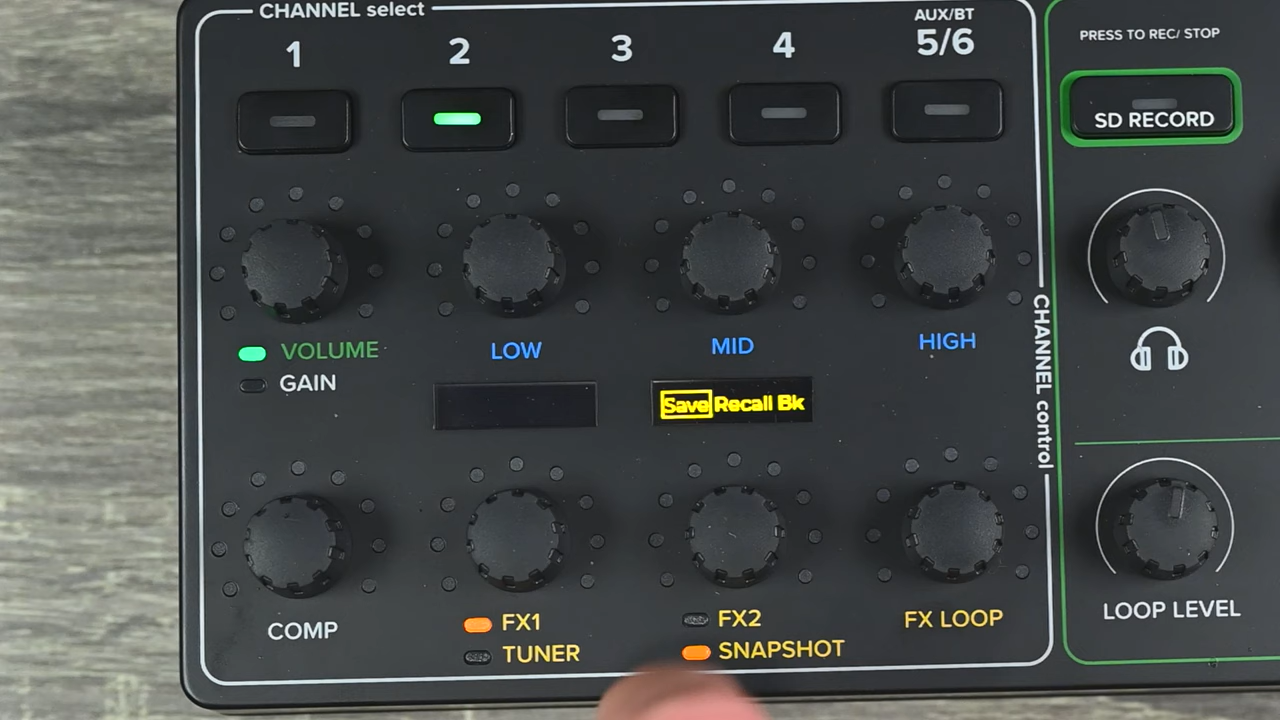 CHANNEL select
1
2
3
4
AUX/BT
5/6
PRESS TO REC/ STOP
SD RECORD
VOLUME
GAIN
LOW
MID
HIGH
Save Recall Bk
CHANNEL control
COMP
FX1
TUNER
FX2
SNAPSHOT
FX LOOP
LOOP LEVEL